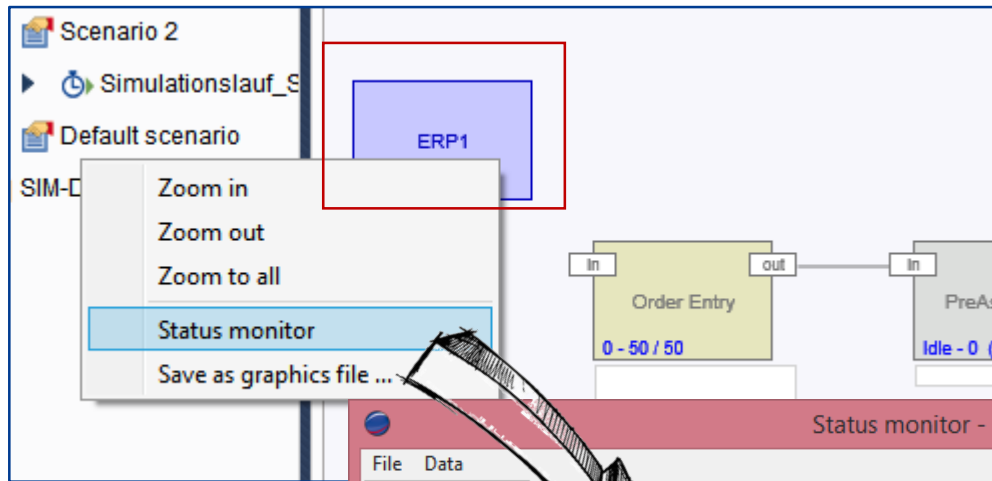 Scenario 2
Simulationslauf_S
Default scenario
SIM-D
Zoom in
Zoom out
Zoom to all
Status monitor
Save as graphics file ...
ERP1
In
out
Order Entry
0 - 50 / 50
In
PreAs
Idle - 0 (
Status monitor -
File Data